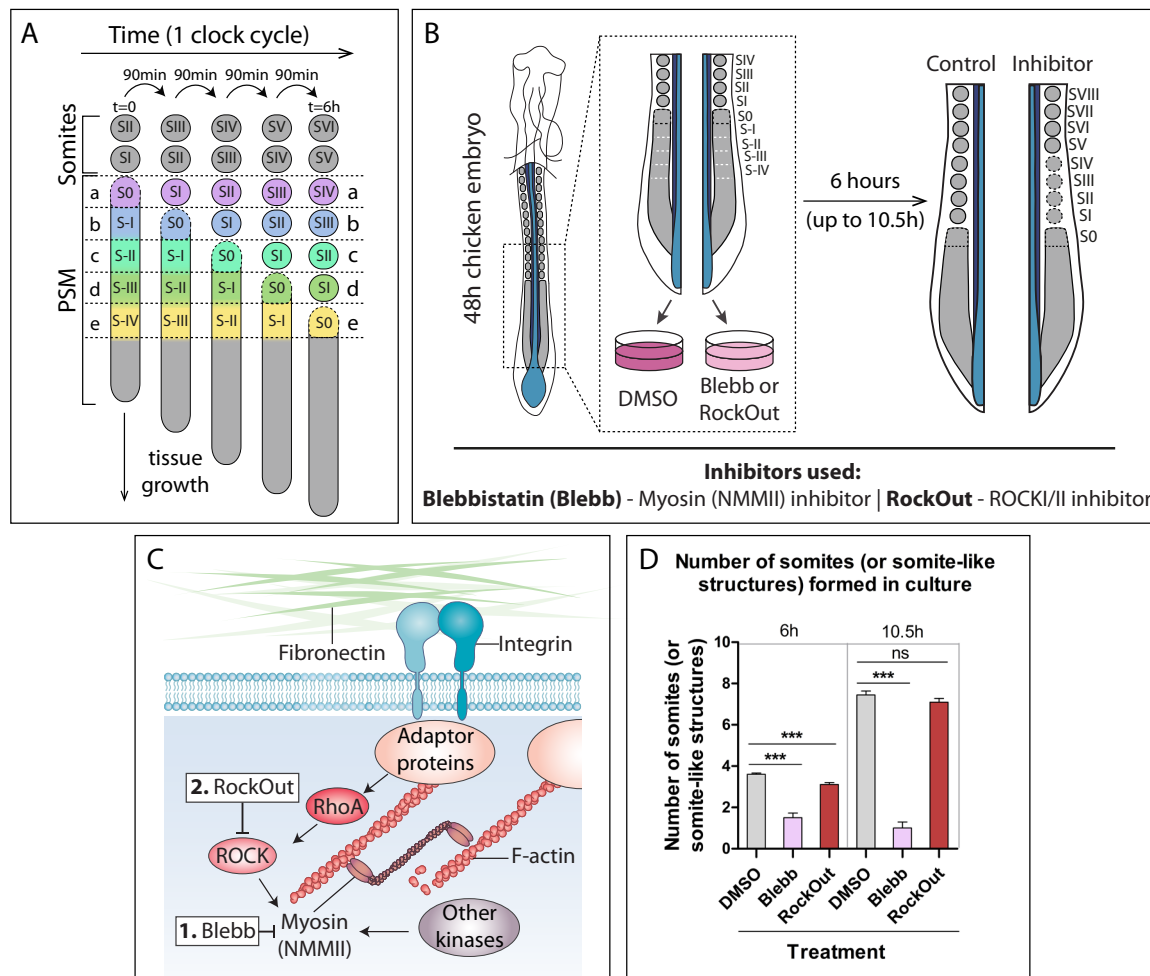 A
Time (1 clock cycle)
90min 90min 90min 90min
t=0 t=6h
Somites
SII SIII SIV SV SVI
SI SII SIII SIV SV
PSM
a S0 SI SII SIII SIV a
b S-I S0 SI SII SIII b
c S-II S-I S0 SI SII c
d S-III S-II S-I S0 SI d
e S-IV S-III S-II S-I S0 e
tissue
growth
B
48h chicken embryo
SIV
SIII
SII
SI
S0
S-I
S-II
S-III
S-IV
DMSO
Blebb or
RockOut
6 hours
(up to 10.5h)
Control Inhibitor
SVIII
SVII
SVI
SV
SIV
SIII
SII
SI
S0
Inhibitors used:
Blebbistatin (Blebb) - Myosin (NMMII) inhibitor | RockOut - ROCKI/II inhibitor
C
Fibronectin
Integrin
Adaptor
proteins
2. RockOut
RhoA
ROCK
F-actin
1. Blebb
Myosin
(NMMII)
Other
kinases
D
Number of somites (or somite-like
structures) formed in culture
6h 10.5h
Number of somites (or
somite-like structures)
10
8
6
4
2
0
***
***
ns
***
DMSO
Blebb
RockOut
DMSO
Blebb
RockOut
Treatment